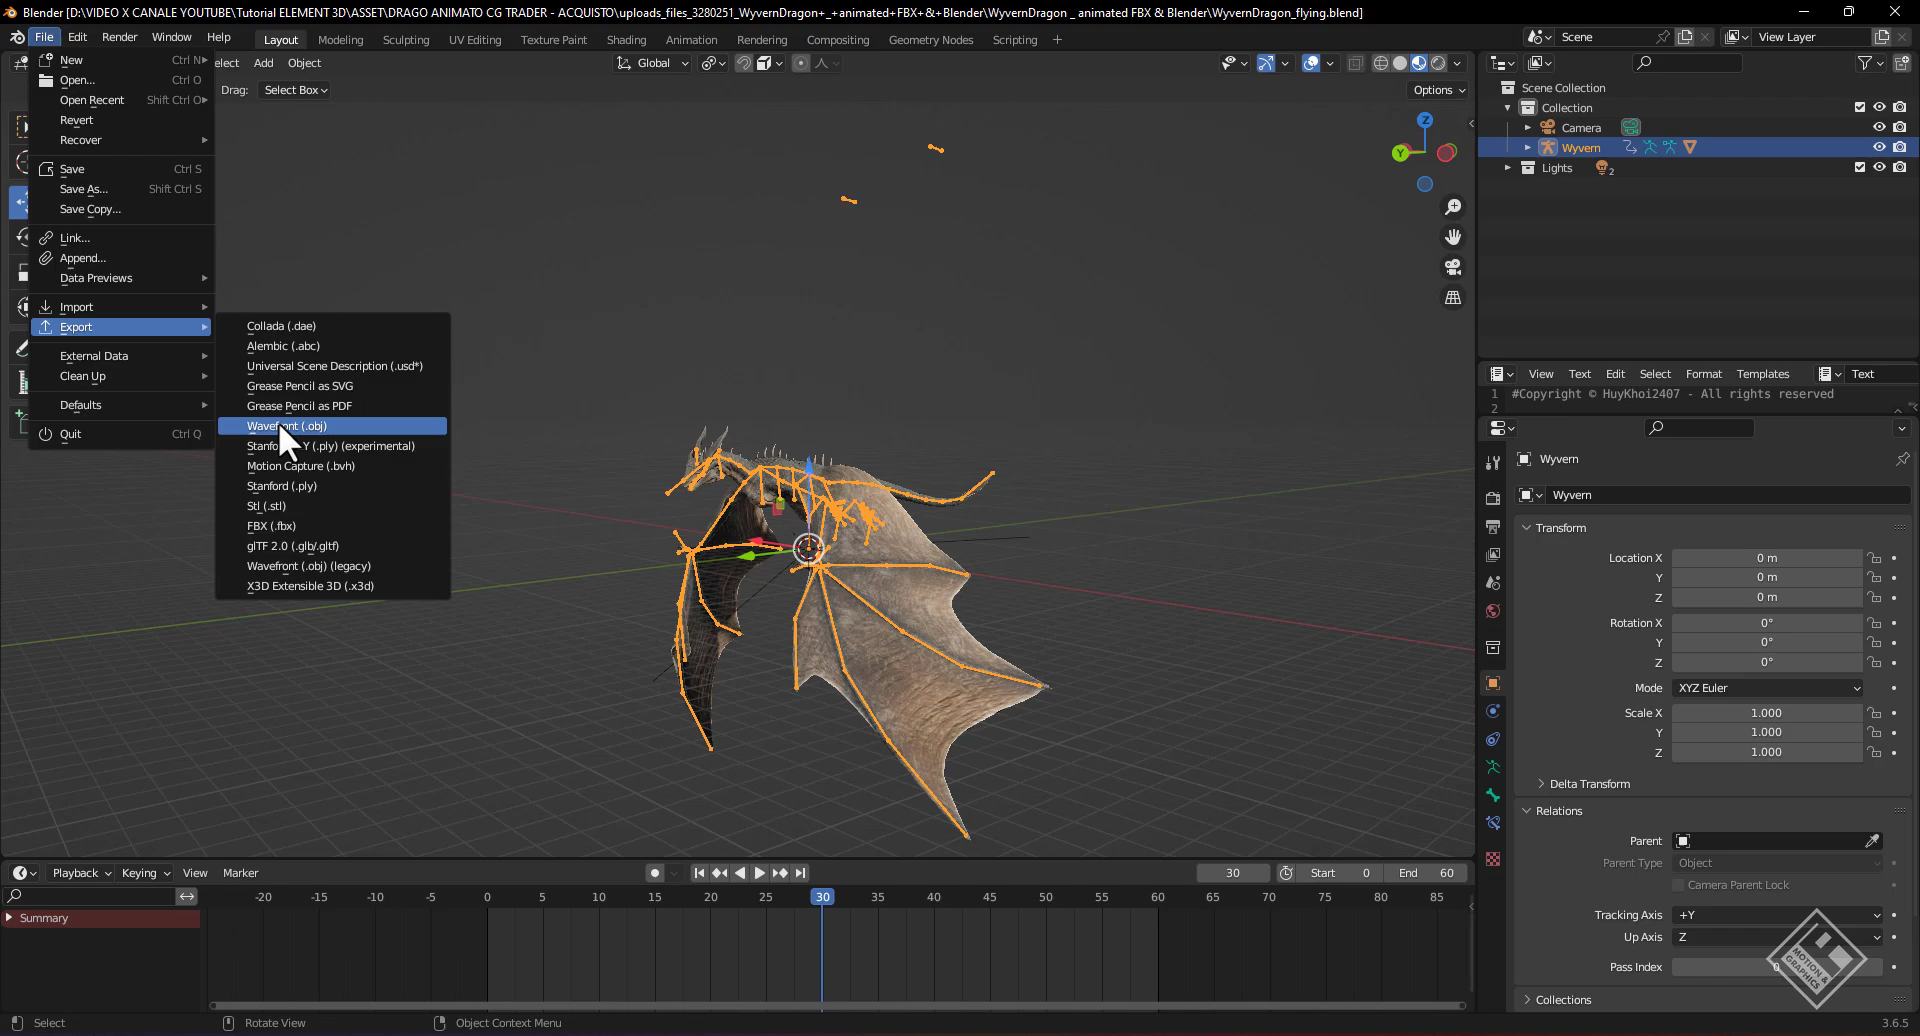 Blender [D:\VIDEO X CANALE YOUTUBE\Tutorial ELEMENT 3D\ASSET\DRAGO ANIMATO CG TRADER - ACQUISTO\uploads_files_3280251_WyvernDragon+_+animated+FBX+&+Blender\WyvernDragon _ animated FBX & Blender\WyvernDragon_flying.blend]
File Edit Render Window Help Layout Modeling Sculpting UV Editing Texture Paint Shading Animation Rendering Compositing Geometry Nodes Scripting +
Scene View Layer
elect Add Object Global
Drag: Select Box Options
New Ctrl N
Open... Ctrl O
Open Recent Shift Ctrl O
Revert
Recover
Save Ctrl S
Save As... Shift Ctrl S
Save Copy...
Link...
Append...
Data Previews
Import
Export
External Data
Clean Up
Defaults
Quit Ctrl Q
Collada (.dae)
Alembic (.abc)
Universal Scene Description (.usd*)
Grease Pencil as SVG
Grease Pencil as PDF
Wavefront (.obj)
Y (.ply) (experimental)
Motion Capture (.bvh)
Stanford (.ply)
Stl (.stl)
FBX (.fbx)
glTF 2.0 (.glb/.gltf)
Wavefront (.obj) (legacy)
X3D Extensible 3D (.x3d)
Z
Y
Scene Collection
Collection
Camera
Wyvern
Lights 2
View Text Edit Select Format Templates Text
1 #Copyright © HuyKhoi2407 - All rights reserved
2
Wyvern
Wyvern
Transform
Location X 0 m
Y 0 m
Z 0 m
Rotation X 0°
Y 0°
Z 0°
Mode XYZ Euler
Scale X 1.000
Y 1.000
Z 1.000
Delta Transform
Relations
Parent
Parent Type Object
Camera Parent Lock
Tracking Axis +Y
Up Axis Z
Pass Index 0
Collections
MOTION & GRAPHICS
Playback Keying View Marker 30 Start 0 End 60
-20 -15 -10 -5 0 5 10 15 20 25 30 35 40 45 50 55 60 65 70 75 80 85
Summary
Select Rotate View Object Context Menu 3.6.5